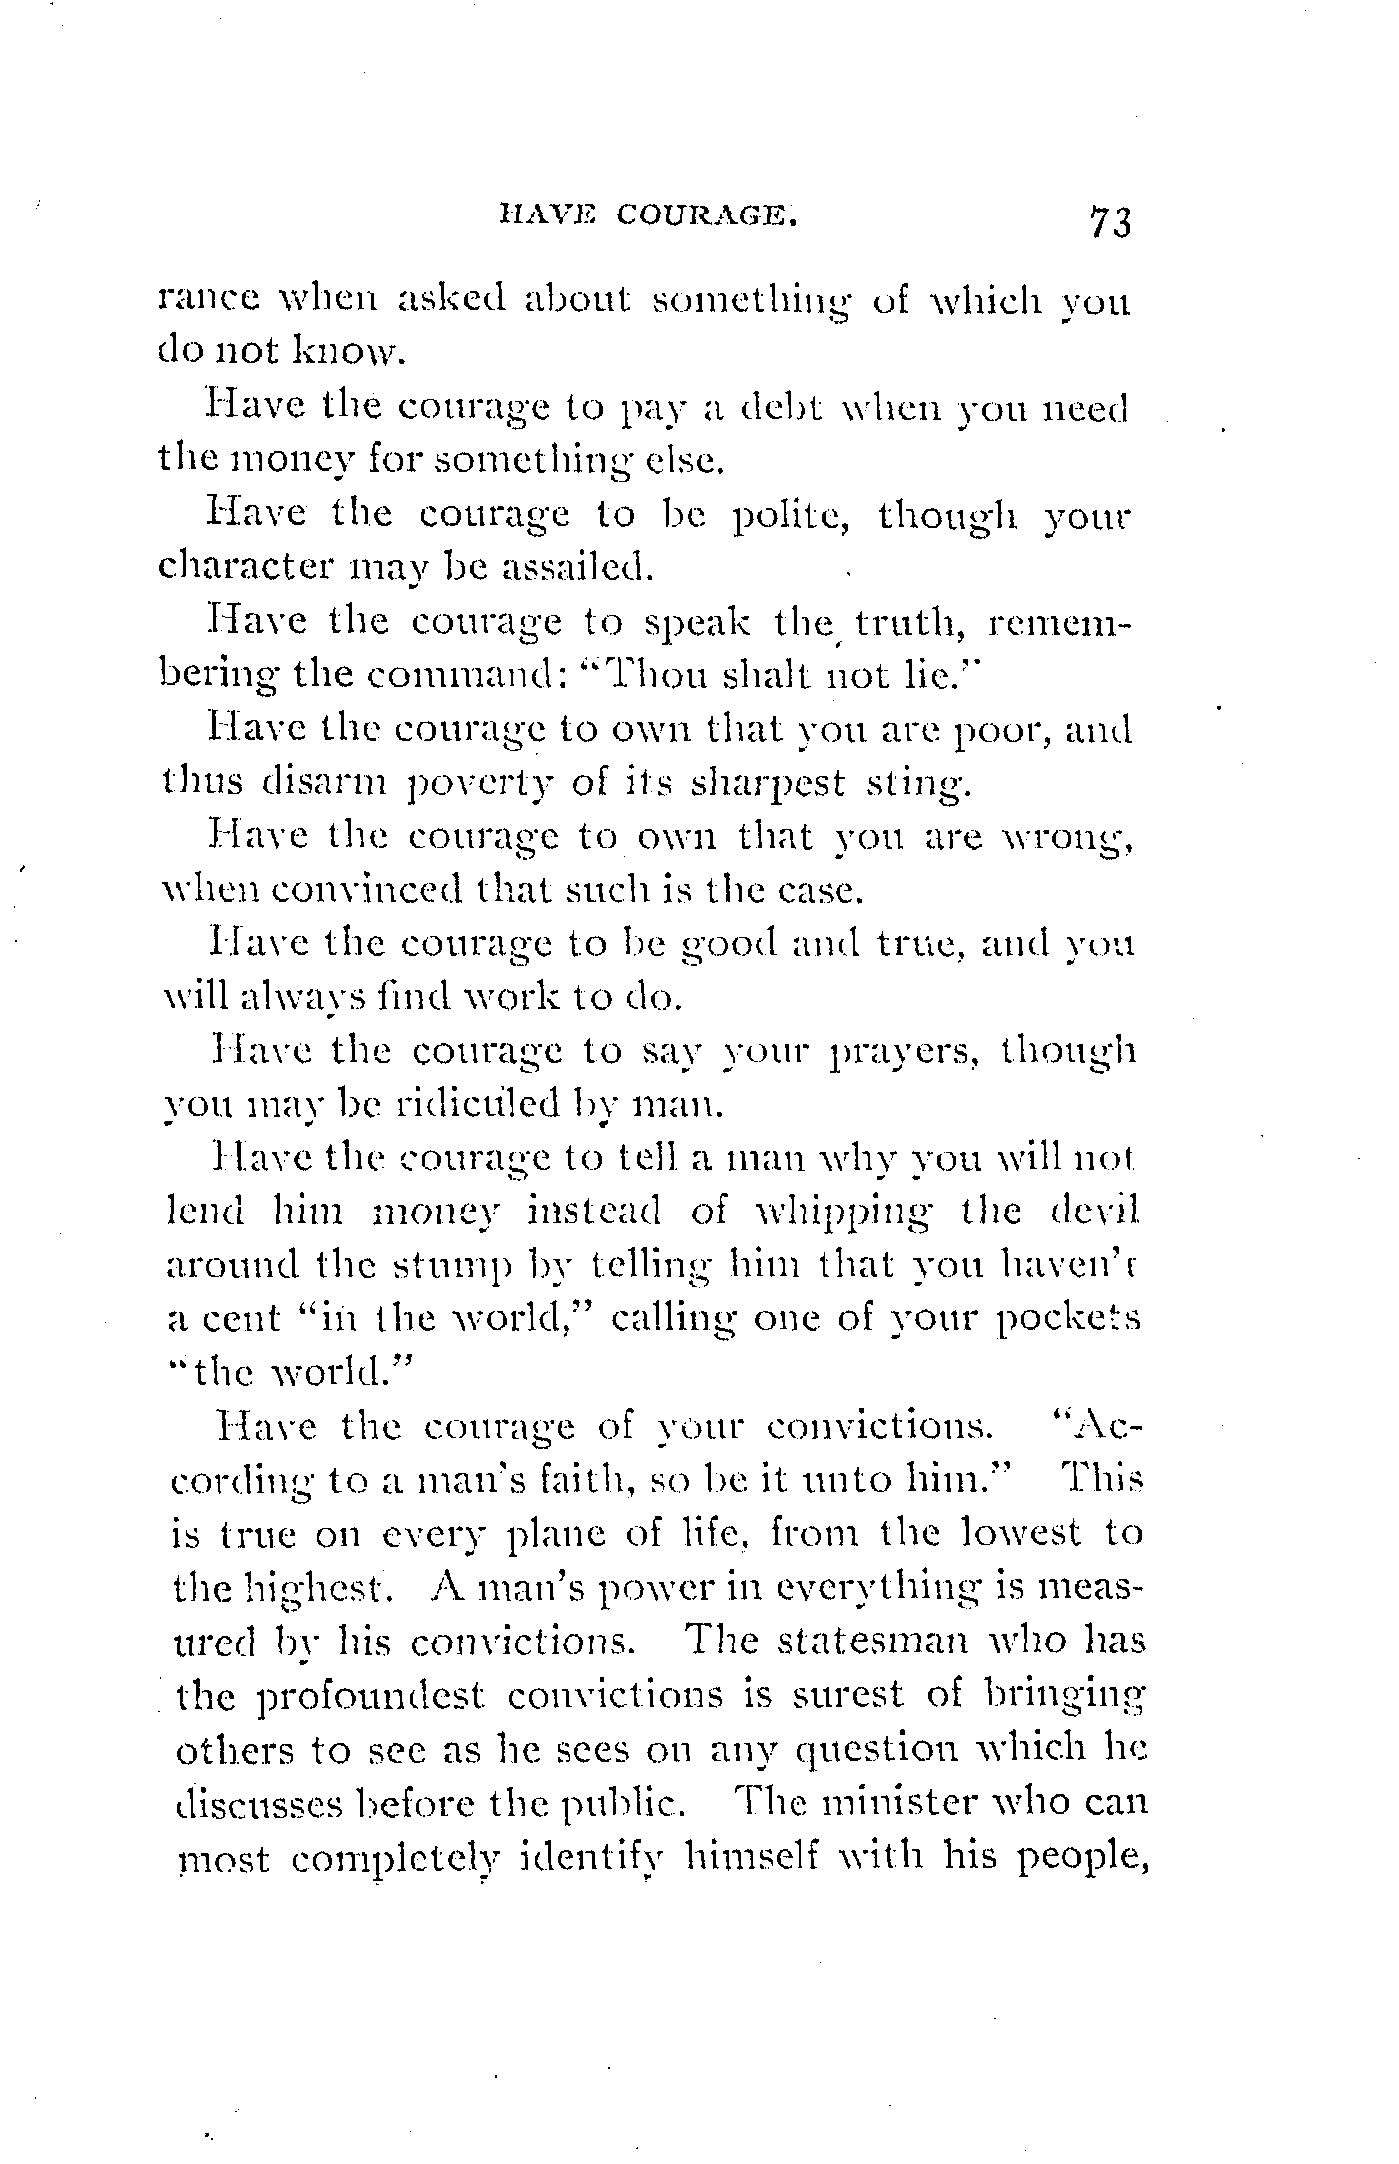 HAVE COURAGE. 73
rance when asked about something of which you
do not know.
Have the courage to pay a debt when you need
the money for something else.
Have the courage to be polite, though your
character may be assailed.
Have the courage to speak the truth, remem-
bering the command: “Thou shalt not lie.”
Have the courage to own that you are poor, and
thus disarm poverty of its sharpest sting.
Have the courage to own that you are wrong,
when convinced that such is the case.
Have the courage to be good and true, and you
will always find work to do.
Have the courage to say your prayers, though
you may be ridiculed by man.
Have the courage to tell a man why you will not
lend him money instead of whipping the devil
around the stump by telling him that you haven't
a cent “in the world,” calling one of your pockets
“the world.”
Have the courage of your convictions. “Ac-
cording to a man's faith, so be it unto him.” This
is true on every plane of life, from the lowest to
the highest. A man's power in everything is meas-
ured by his convictions. The statesman who has
the profoundest convictions is surest of bringing
others to see as he sees on any question which he
discusses before the public. The minister who can
most completely identify himself with his people,